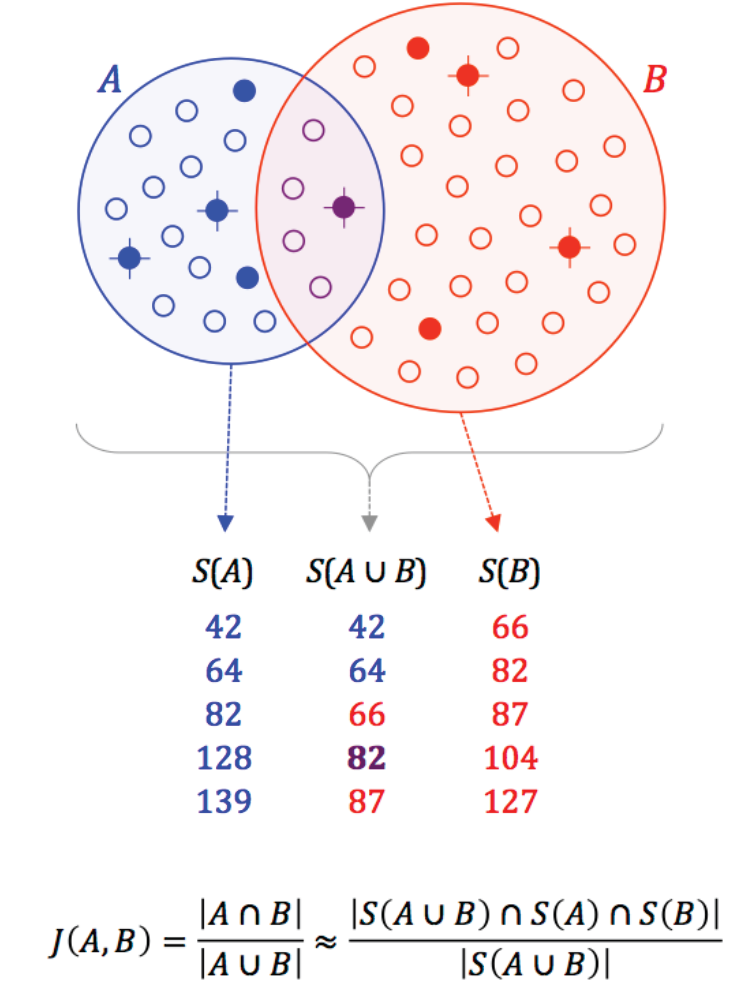 A B
S(A) S(A ∪ B) S(B)
42 42 66
64 64 82
82 66 87
128 82 104
139 87 127
J(A, B) = |A ∩ B| / |A ∪ B| ≈ |S(A ∪ B) ∩ S(A) ∩ S(B)| / |S(A ∪ B)|